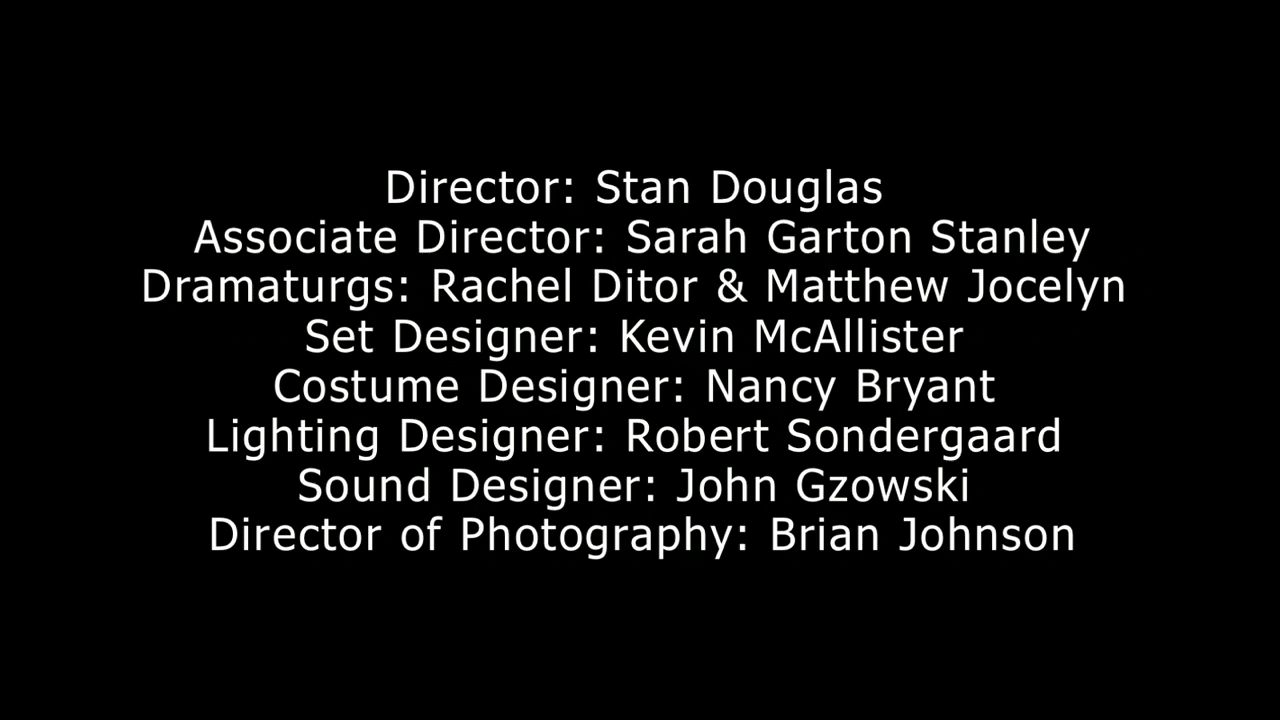 Director: Stan Douglas
Associate Director: Sarah Garton Stanley
Dramaturgs: Rachel Ditor & Matthew Jocelyn
Set Designer: Kevin McAllister
Costume Designer: Nancy Bryant
Lighting Designer: Robert Sondergaard
Sound Designer: John Gzowski
Director of Photography: Brian Johnson